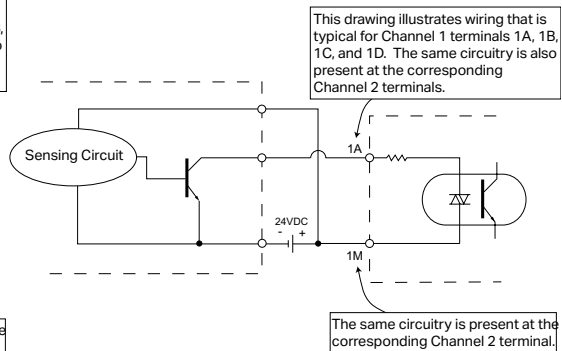 This drawing illustrates wiring that is
typical for Channel 1 terminals 1A, 1B,
1C, and 1D. The same circuitry is also
present at the corresponding
Channel 2 terminals.
1A
Sensing Circuit
24VDC
- +
1M
The same circuitry is present at the
corresponding Channel 2 terminal.